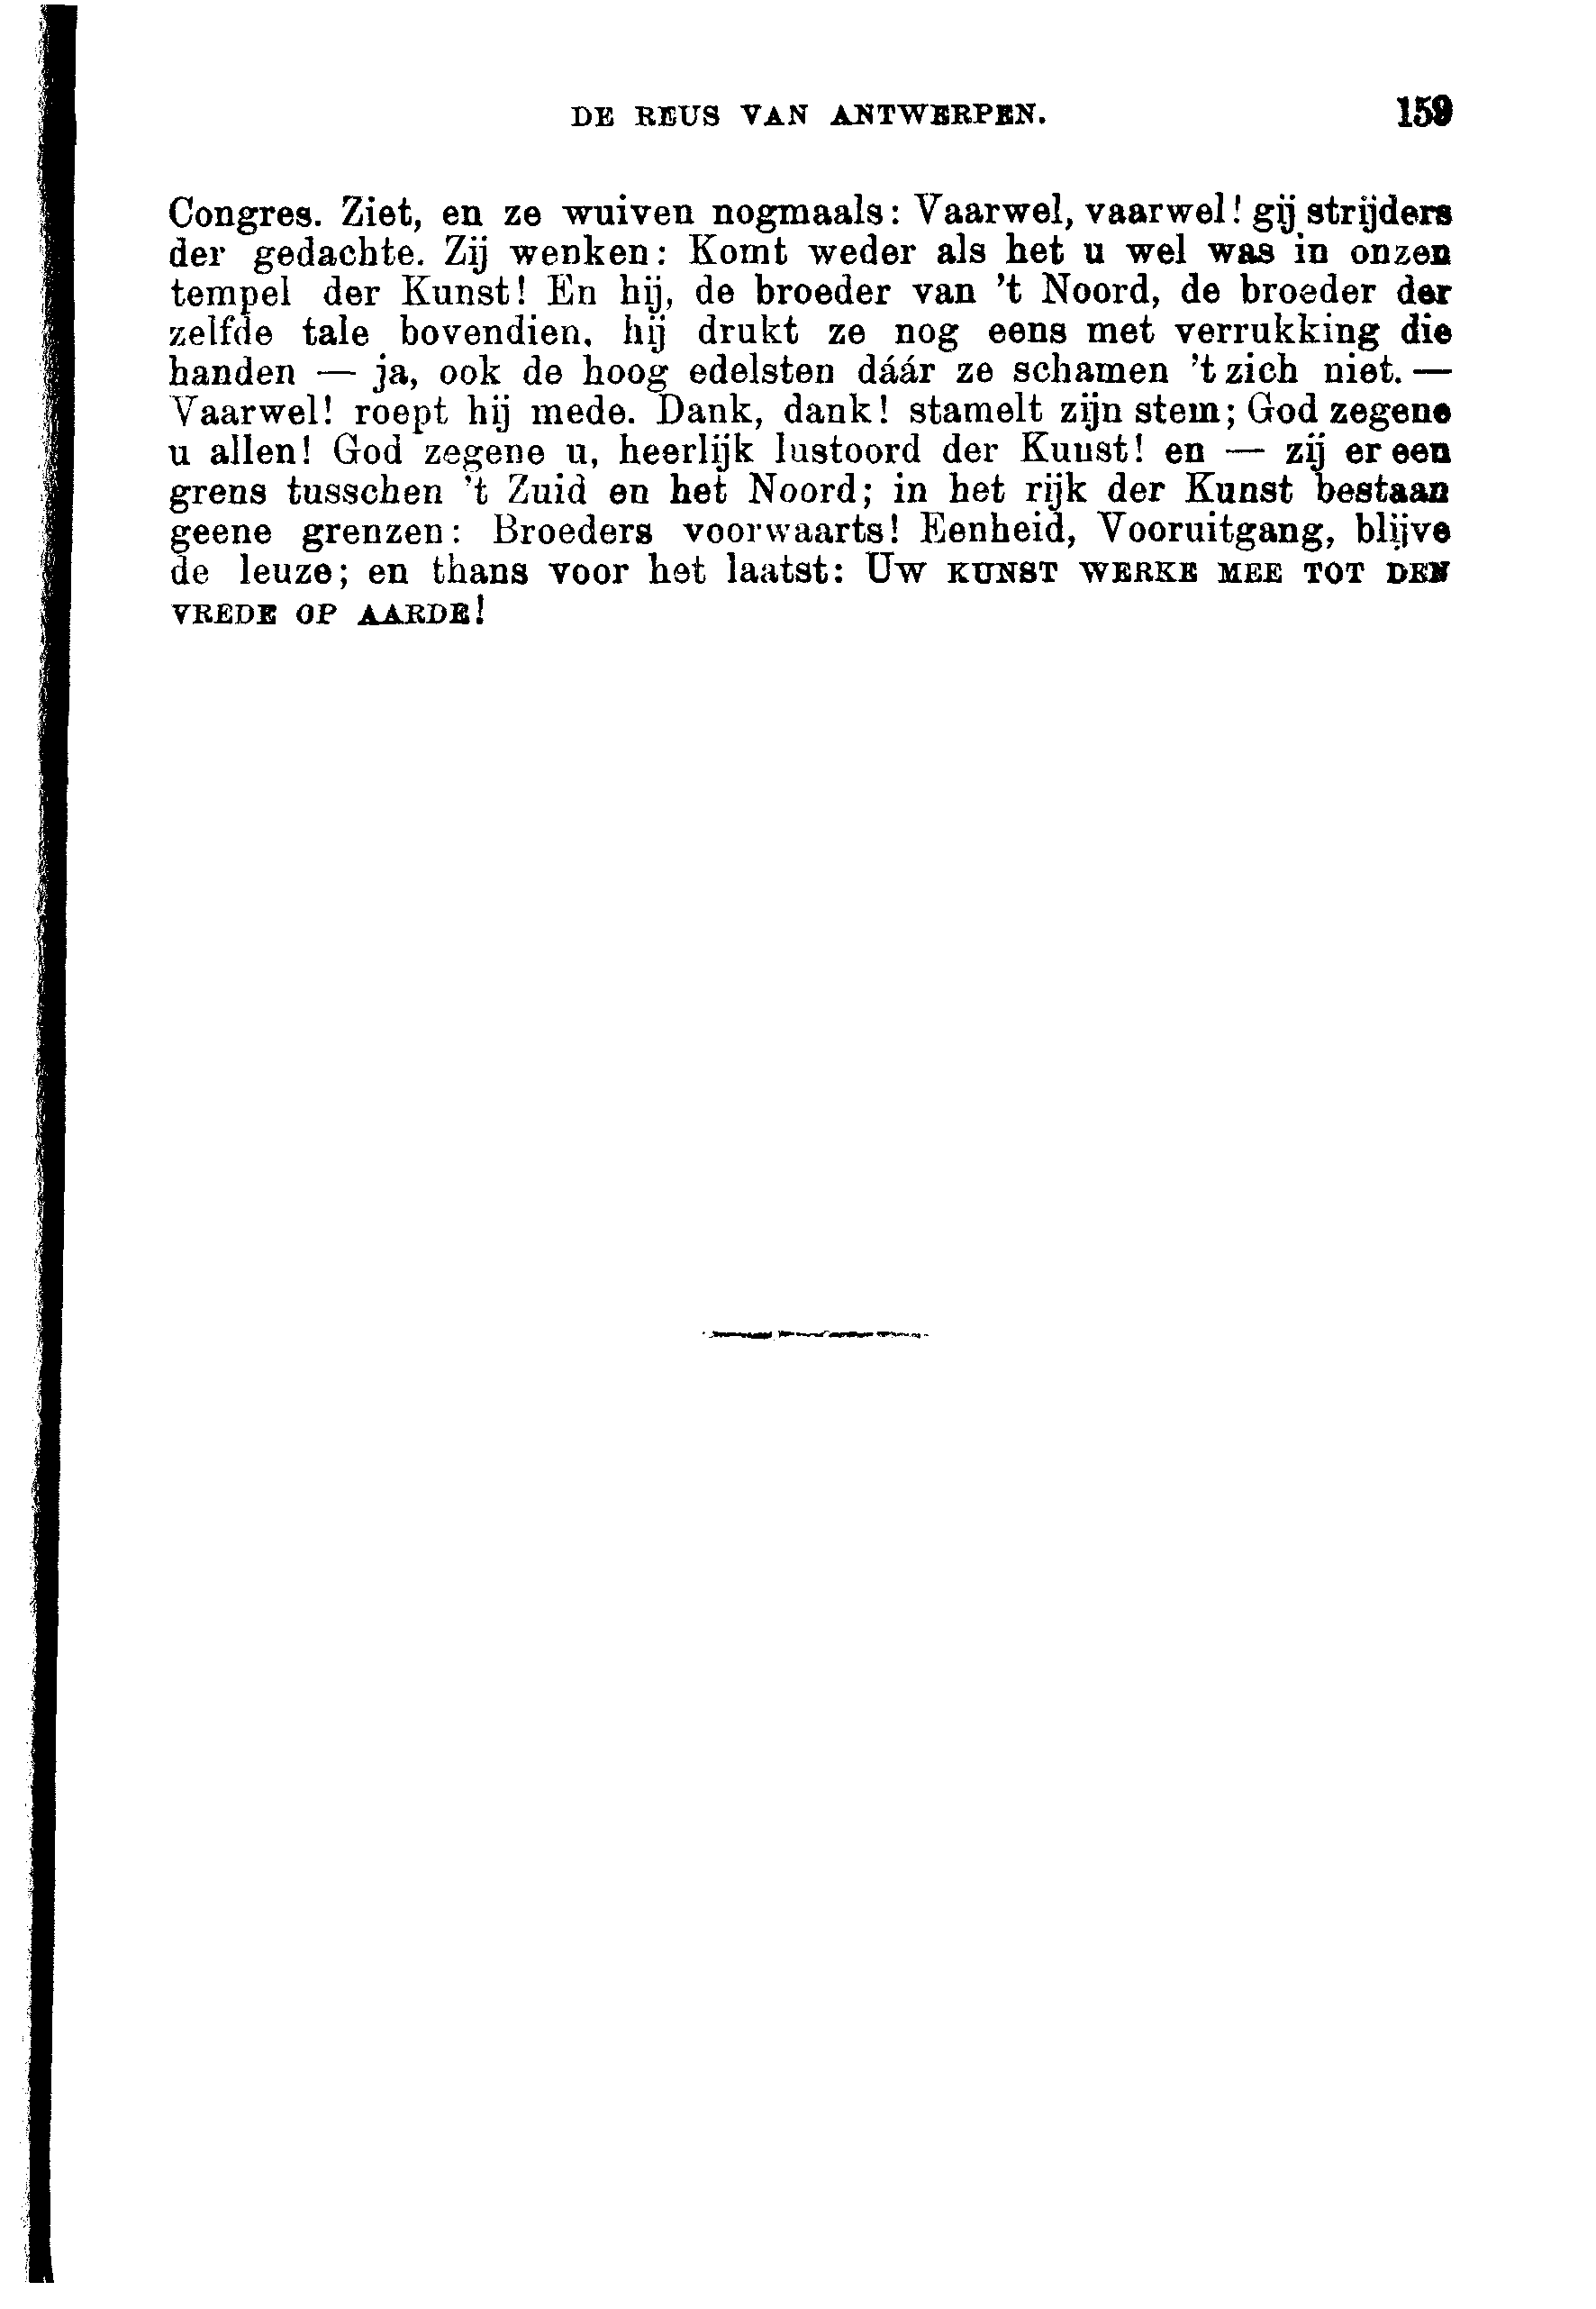 DE REUS VAN ANTWERPEN. 159
Congres. Ziet, en ze wuiven nogmaals: Vaarwel, vaarwel! gij strijders
der gedachte. Zij wenken: Komt weder als het u wel was in onzen
tempel der Kunst! En hij, de broeder van 't Noord, de broeder der
zelfde tale bovendien, hij drukt ze nog eens met verrukking die
handen — ja, ook de hoog edelsten dáár ze schamen 't zich niet. —
Vaarwel! roept hij mede. Dank, dank! stamelt zijn stem; God zegene
u allen! God zegene u, heerlijk lustoord der Kunst! en — zij er een
grens tusschen 't Zuid en het Noord; in het rijk der Kunst bestaan
geene grenzen: Broeders voorwaarts! Eenheid, Vooruitgang, blijve
de leuze; en thans voor het laatst: UW KUNST WERKE MEE TOT DEN
VREDE OP AARDE!